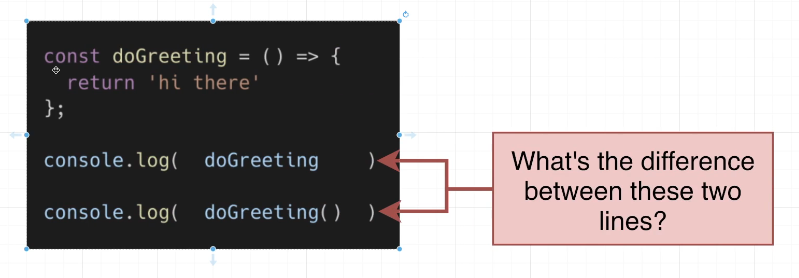 const doGreeting = () => {
  return 'hi there'
};
console.log(  doGreeting    )
console.log(  doGreeting()  )
What's the difference
between these two
lines?